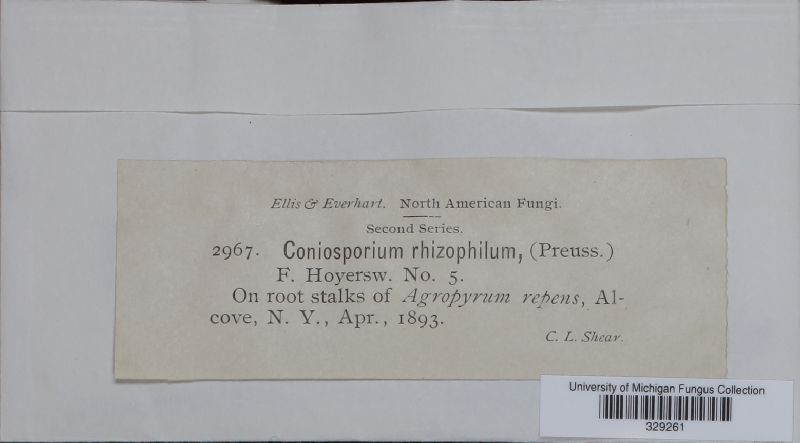 Ellis & Everhart. North American Fungi.
Second Series.
2967. Coniosporium rhizophilum, (Preuss.)
F. Hoyersw. No. 5.
On root stalks of Agropyrum repens, Al-
cove, N. Y., Apr., 1893.
C. L. Shear.
University of Michigan Fungus Collection
329261